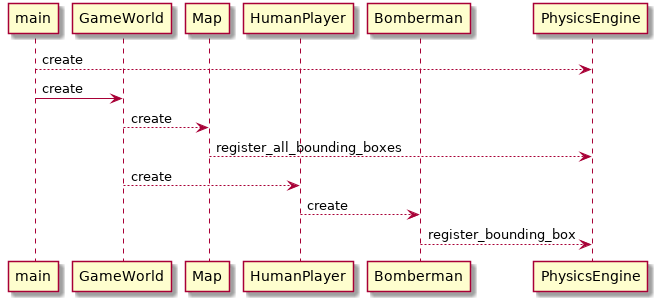 main GameWorld Map HumanPlayer Bomberman PhysicsEngine
create
create
create
register_all_bounding_boxes
create
create
register_bounding_box
main GameWorld Map HumanPlayer Bomberman PhysicsEngine